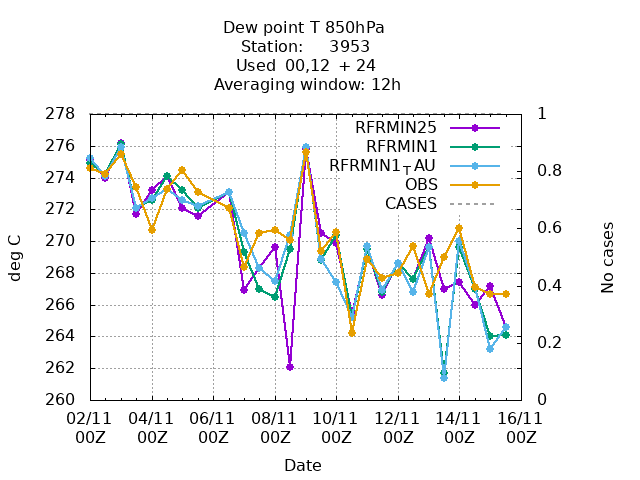 Dew point T 850hPa
Station: 3953
Used 00,12 + 24
Averaging window: 12h
278 1
RFRMIN25
276
RFRMIN1
RFRMIN1┬AU
0.8
274
OBS
CASES
272
0.6
270
deg C
No cases
268
0.4
266
264
0.2
262
260 0
02/11 04/11 06/11 08/11 10/11 12/11 14/11 16/11
00Z 00Z 00Z 00Z 00Z 00Z 00Z 00Z
Date